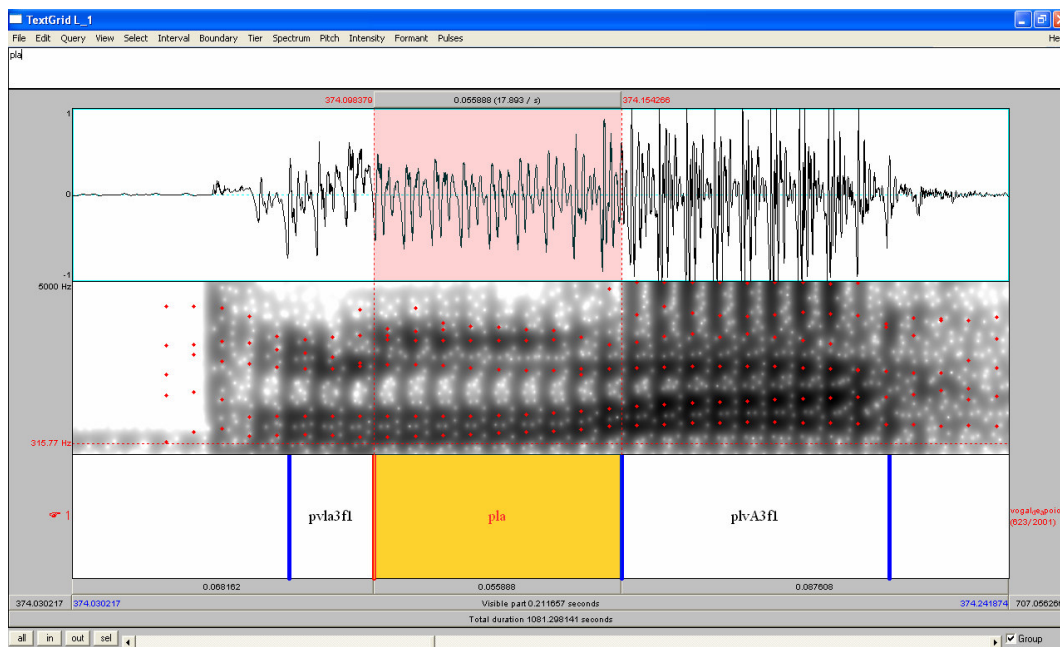 TextGrid L_1
File Edit Query View Select Interval Boundary Tier Spectrum Pitch Intensity Formant Pulses He
pla
374.098379 0.055888 (17.893 / s) 374.154266
1
0
-1
5000 Hz
315.77 Hz
1 pvla3f1 pla plvA3f1
(623/2001)
0.068162 0.055888 0.087608
374.030217 374.030217 Visible part 0.211657 seconds 374.241874 707.056266
Total duration 1081.298141 seconds
all in out sel Group